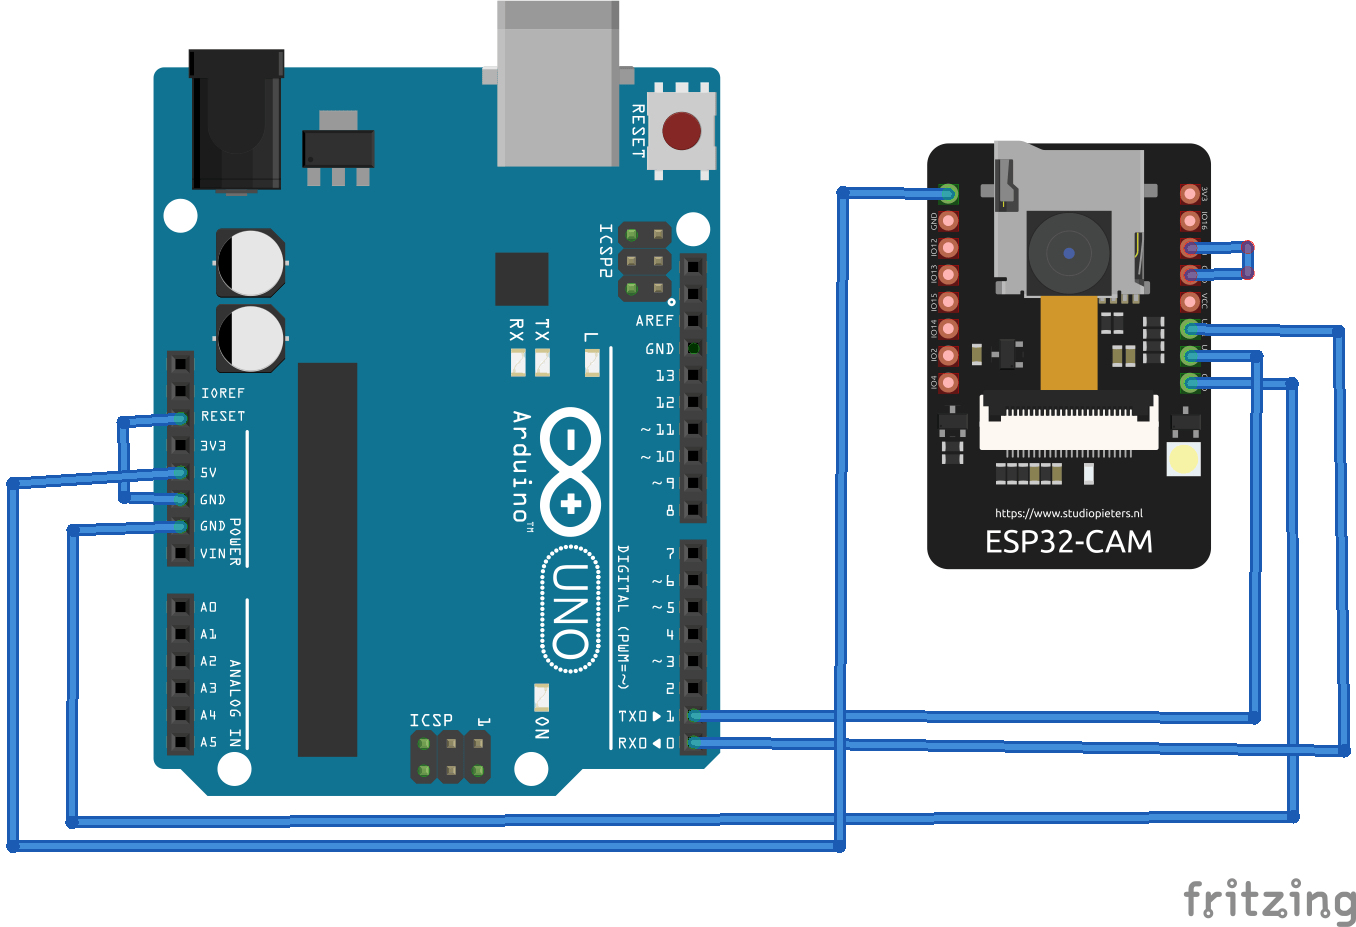 RESET
ICSP2
RX
TX
L
AREF
GND
13
12
~11
~10
~9
8
IOREF
RESET
3V3
5V
GND
GND
VIN
POWER
Arduino™
UNO
DIGITAL (PWM=~)
7
~6
~5
4
~3
2
TX0▶1
RX0◀0
A0
A1
A2
A3
A4
A5
ANALOG IN
ICSP
1
ON
GND
IO12
IO13
IO15
IO14
IO2
IO4
3V3
IO16
VCC
https://www.studiopieters.nl
ESP32-CAM
fritzing